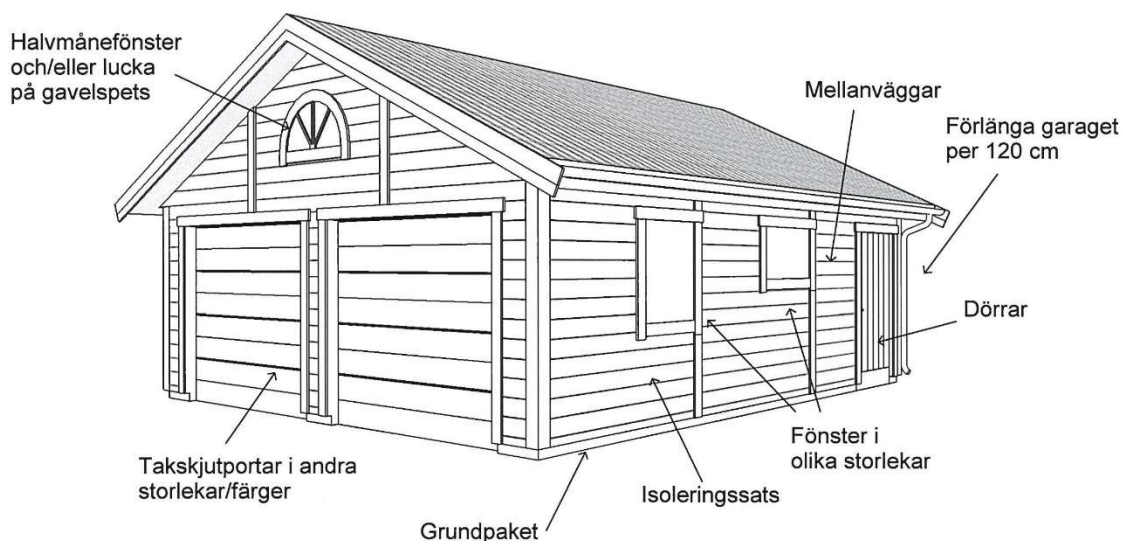 Halvmånefönster
och/eller lucka
på gavelspets
Mellanväggar
Förlänga garaget
per 120 cm
Dörrar
Fönster i
olika storlekar
Isoleringssats
Takskjutportar i andra
storlekar/färger
Grundpaket